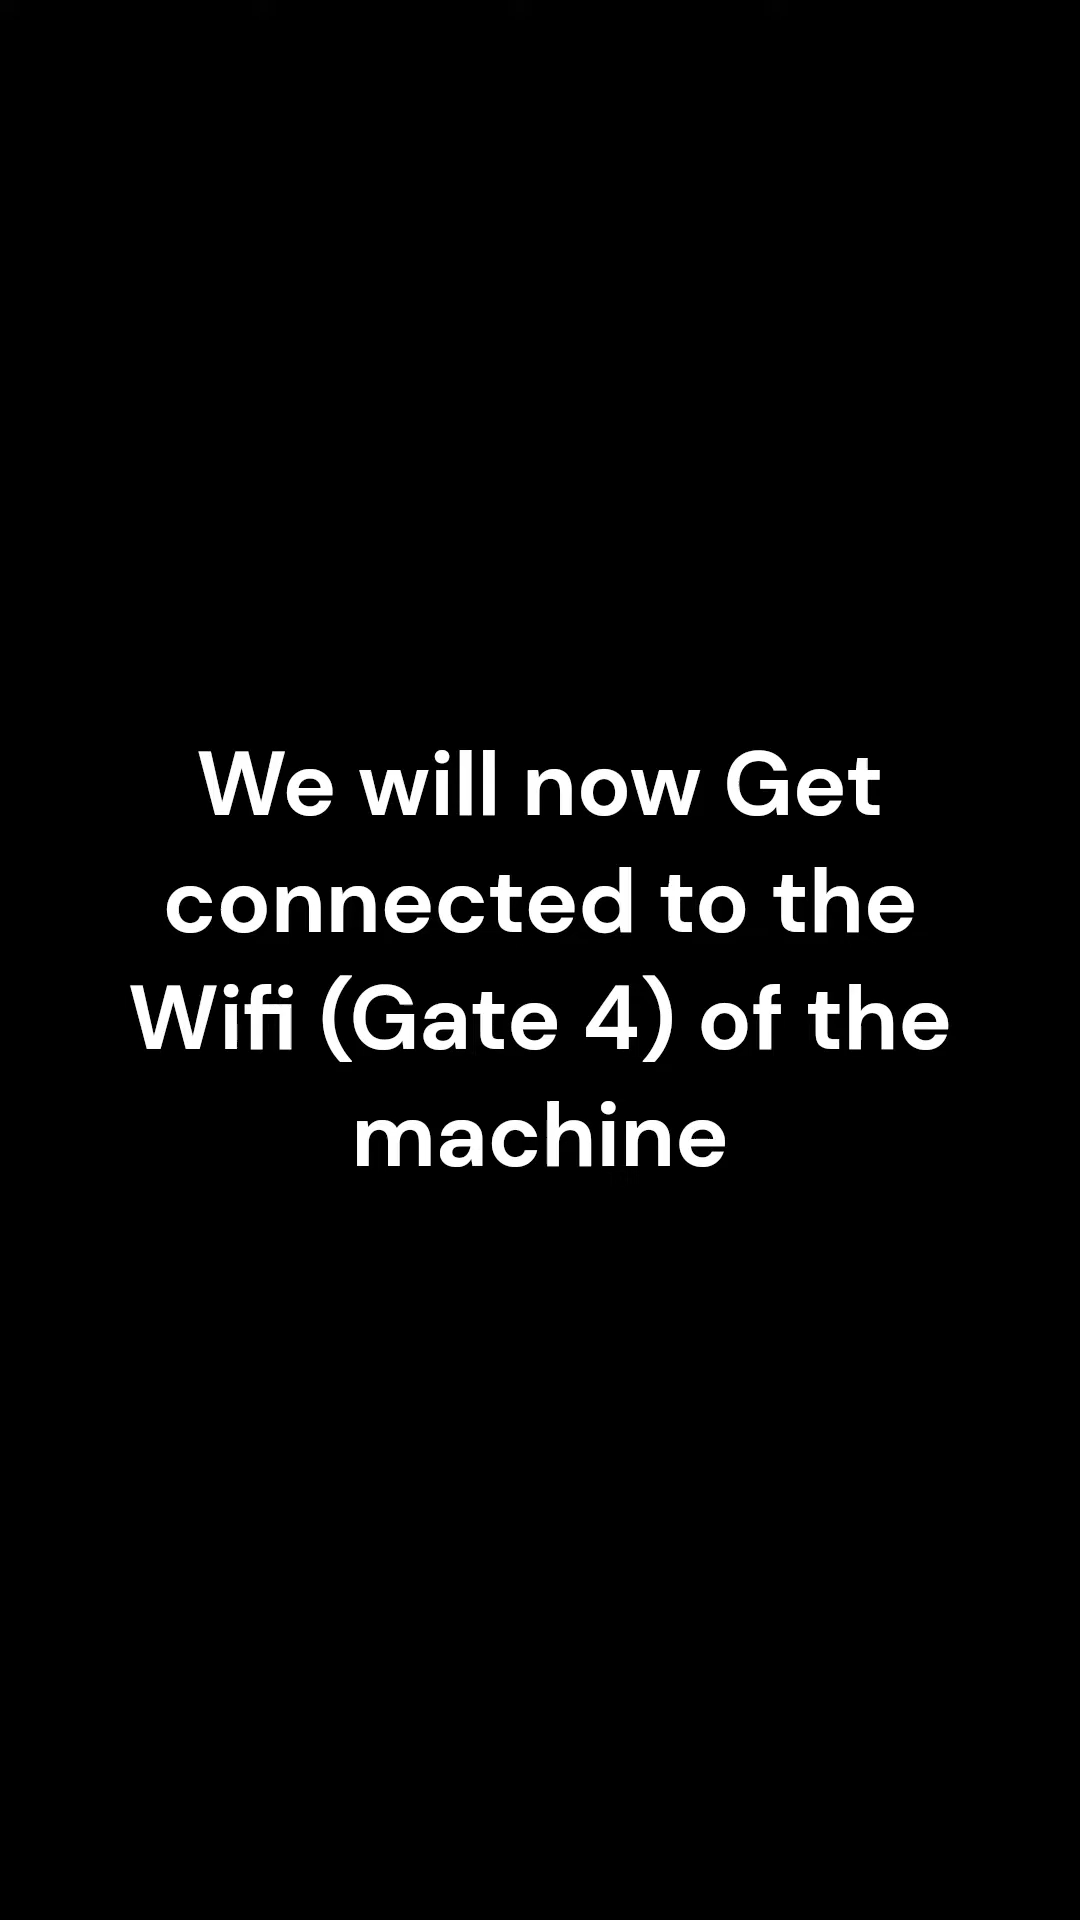 We will now Get
connected to the
Wifi (Gate 4) of the
machine